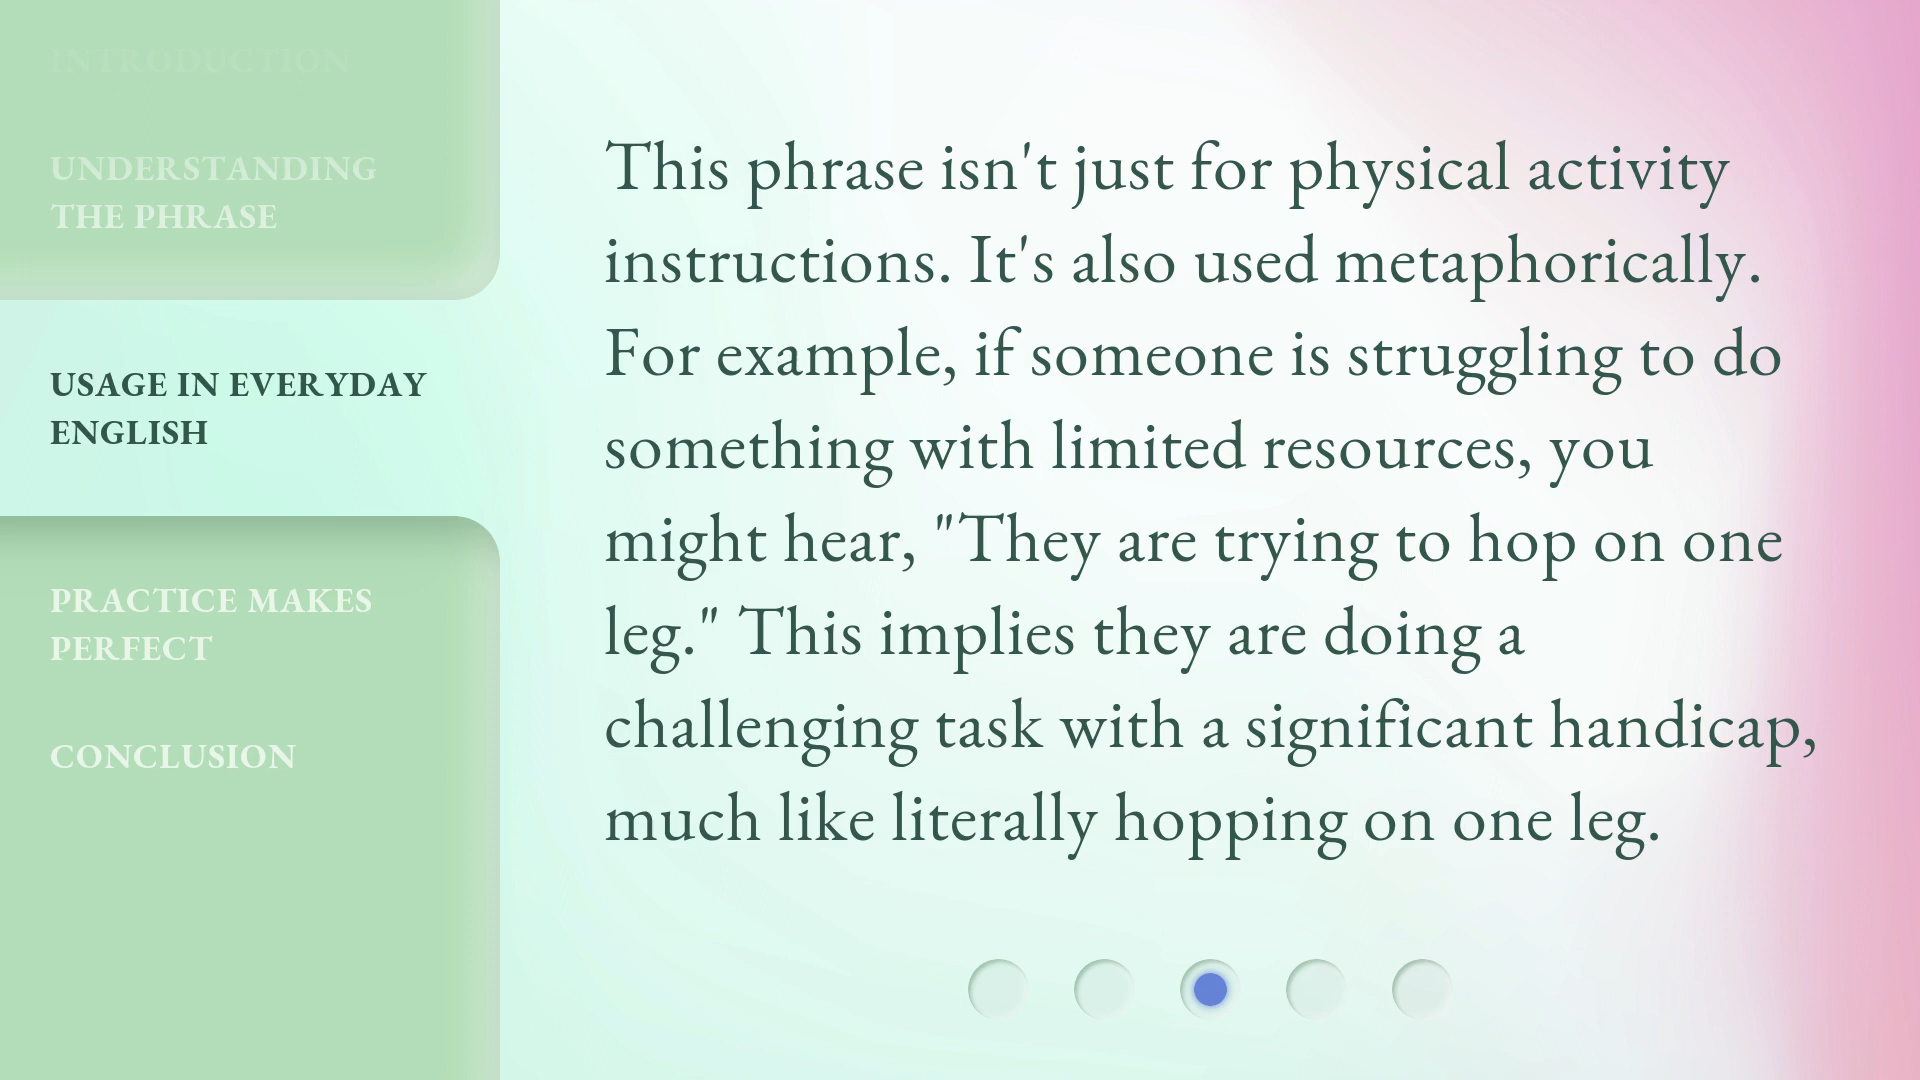 INTRODUCTION
UNDERSTANDING
THE PHRASE
USAGE IN EVERYDAY
ENGLISH
PRACTICE MAKES
PERFECT
CONCLUSION
This phrase isn't just for physical activity
instructions. It's also used metaphorically.
For example, if someone is struggling to do
something with limited resources, you
might hear, "They are trying to hop on one
leg." This implies they are doing a
challenging task with a significant handicap,
much like literally hopping on one leg.